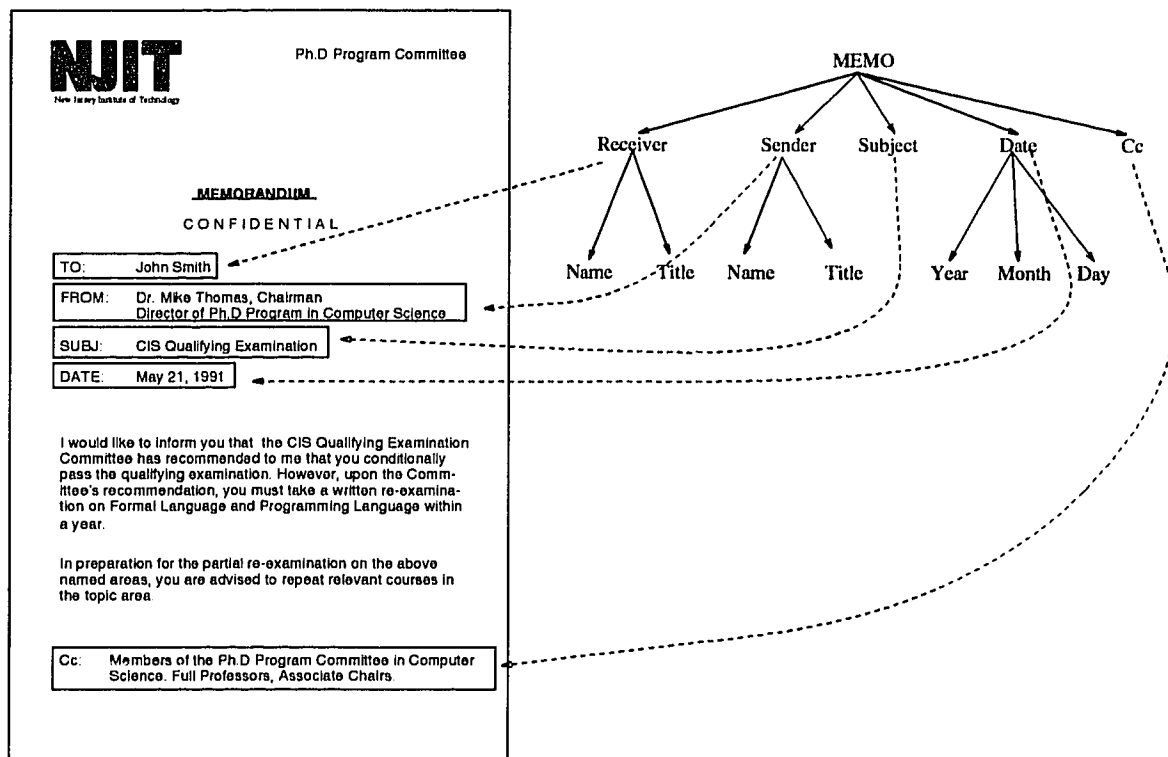 NJIT
New Jersey Institute of Technology
Ph.D Program Committee
MEMORANDUM
CONFIDENTIAL
TO: John Smith
FROM: Dr. Mike Thomas, Chairman
Director of Ph.D Program in Computer Science
SUBJ: CIS Qualifying Examination
DATE: May 21, 1991
I would like to inform you that the CIS Qualifying Examination
Committee has recommended to me that you conditionally
pass the qualifying examination. However, upon the Comm-
ittee's recommendation, you must take a written re-examina-
tion on Formal Language and Programming Language within
a year.
In preparation for the partial re-examination on the above
named areas, you are advised to repeat relevant courses in
the topic area
Cc: Members of the Ph.D Program Committee in Computer
Science. Full Professors, Associate Chairs.
MEMO
Receiver Sender Subject Date Cc
Name Title Name Title Year Month Day